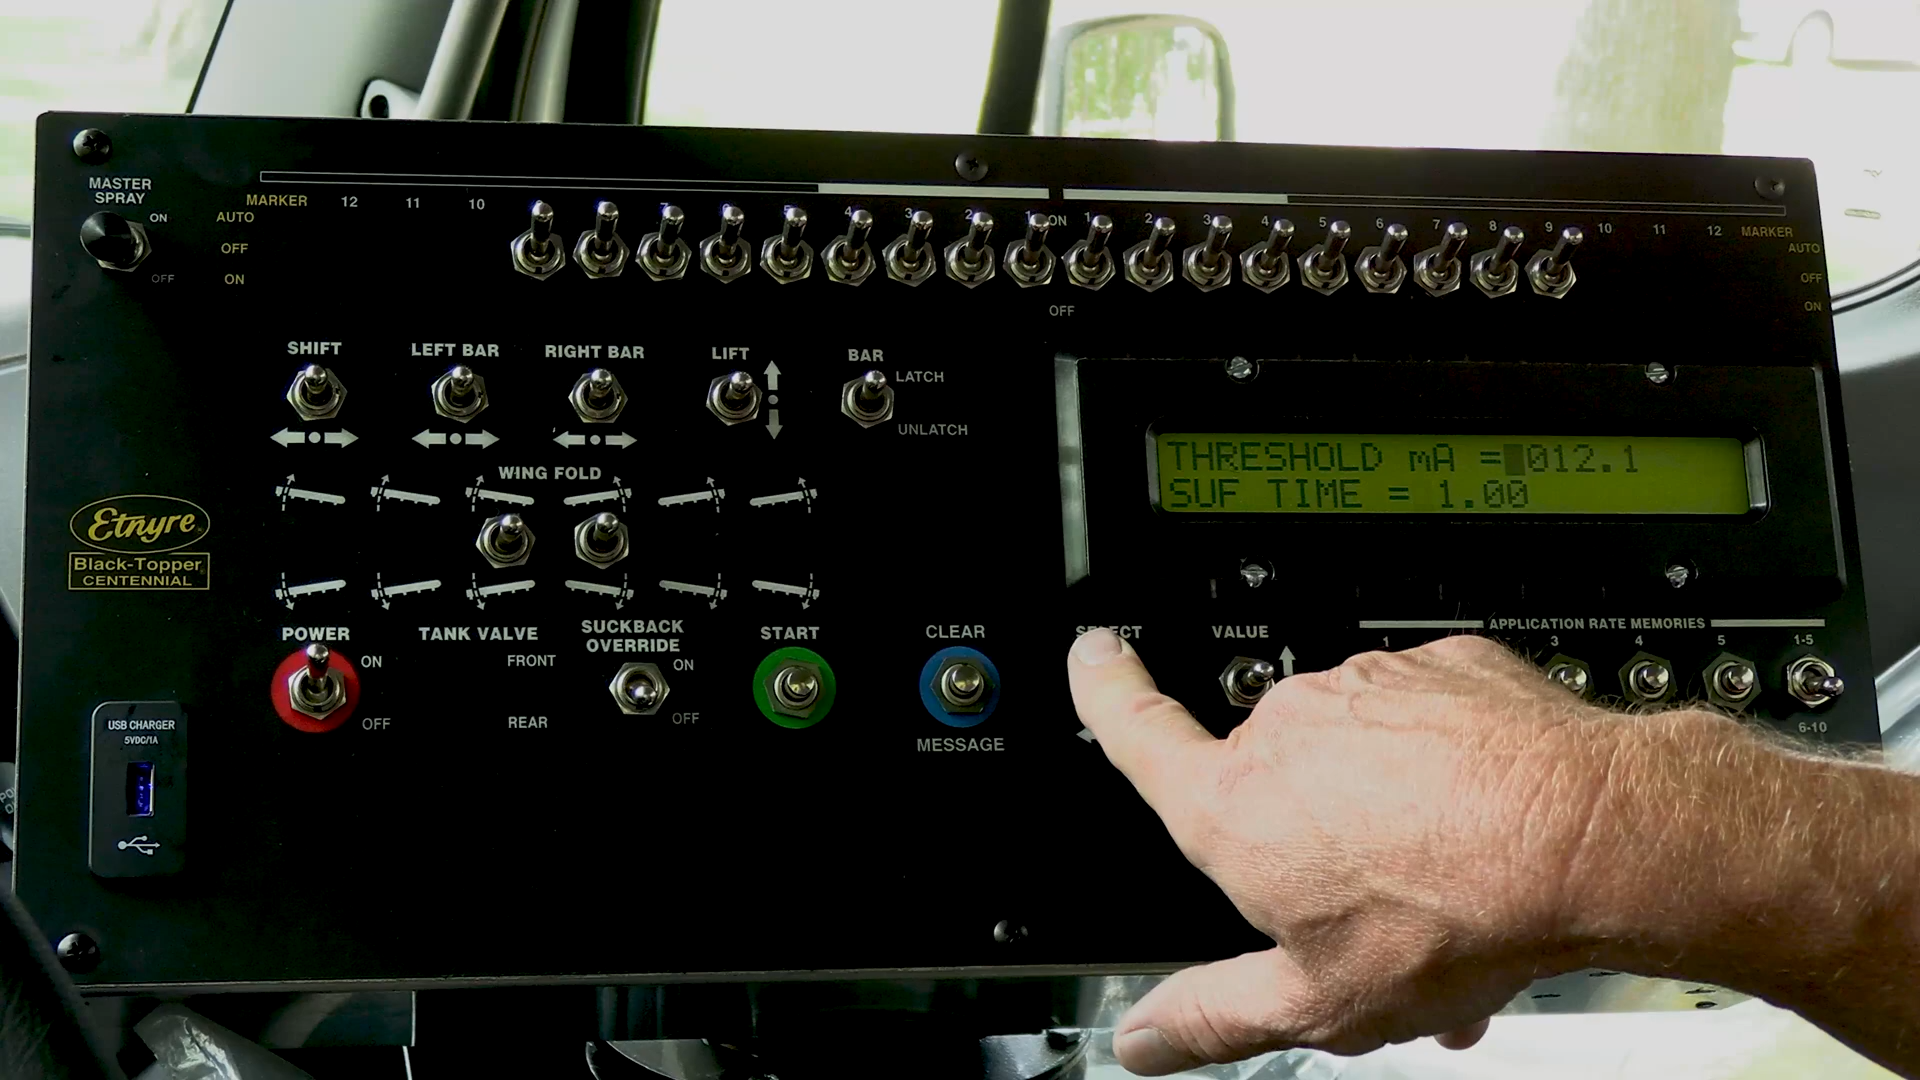 MASTER
SPRAY
ON
OFF
MARKER 12 11 10 4 3 2 1 ON 1 2 3 4 5 6 7 8 9 10 11 12 MARKER
AUTO
OFF
ON
AUTO
OFF
ON
OFF
SHIFT LEFT BAR RIGHT BAR LIFT BAR
LATCH
UNLATCH
WING FOLD
THRESHOLD mA = 012.1
SUF TIME = 1.00
Etnyre
Black-Topper
CENTENNIAL
POWER
ON
OFF
TANK VALVE
FRONT
REAR
SUCKBACK
OVERRIDE
ON
OFF
START
CLEAR
MESSAGE
SELECT
VALUE
APPLICATION RATE MEMORIES
1 3 4 5 1-5
6-10
USB CHARGER
5VDC/1A